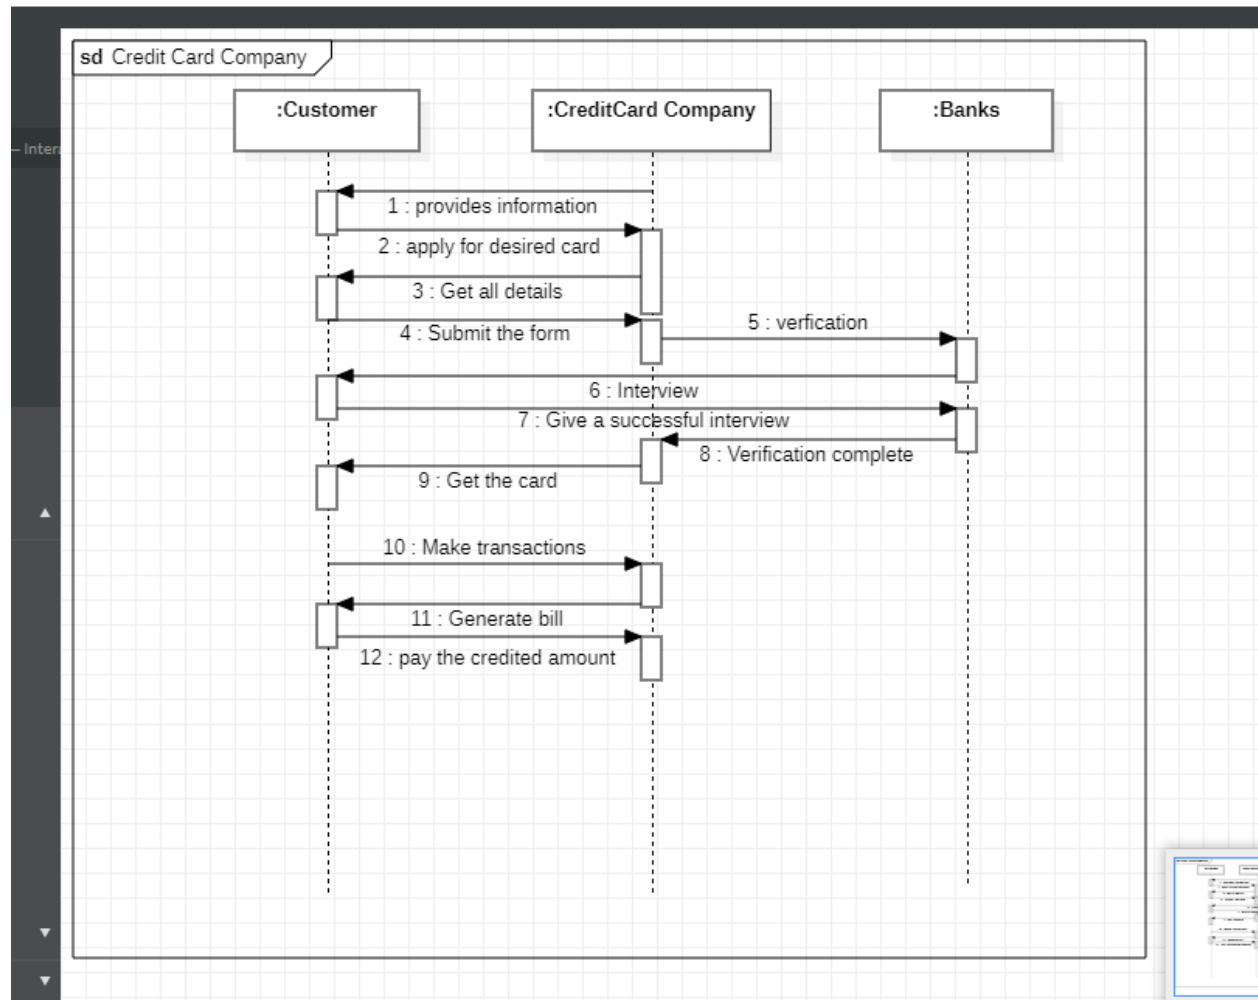 sd Credit Card Company
:Customer
:CreditCard Company
:Banks
– Inter
1 : provides information
2 : apply for desired card
3 : Get all details
4 : Submit the form
5 : verfication
6 : Interview
7 : Give a successful interview
8 : Verification complete
9 : Get the card
10 : Make transactions
11 : Generate bill
12 : pay the credited amount